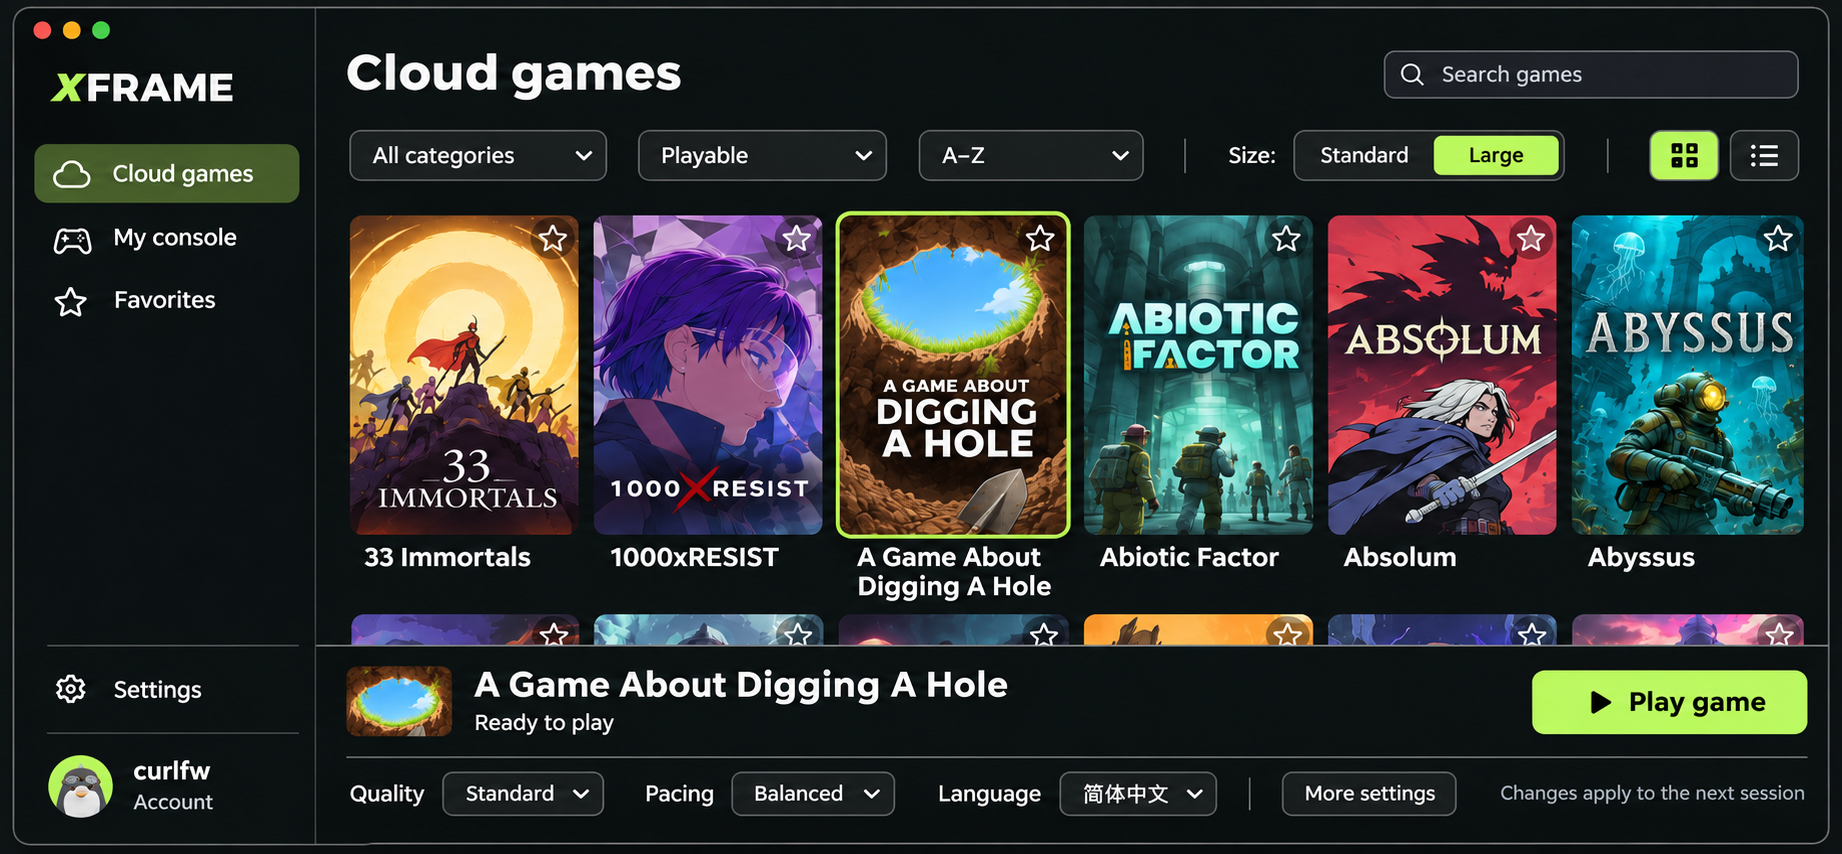 XFRAME
Cloud games
My console
Favorites
Settings
curlfw
Account
Cloud games
Search games
All categories
Playable
A–Z
Size:
Standard
Large
33
IMMORTALS
33 Immortals
1000XRESIST
1000xRESIST
A GAME ABOUT
DIGGING
A HOLE
A Game About
Digging A Hole
ABIOTIC
FACTOR
Abiotic Factor
ABSOLUM
Absolum
ABYSSUS
Abyssus
A Game About Digging A Hole
Ready to play
Play game
Quality
Standard
Pacing
Balanced
Language
简体中文
More settings
Changes apply to the next session